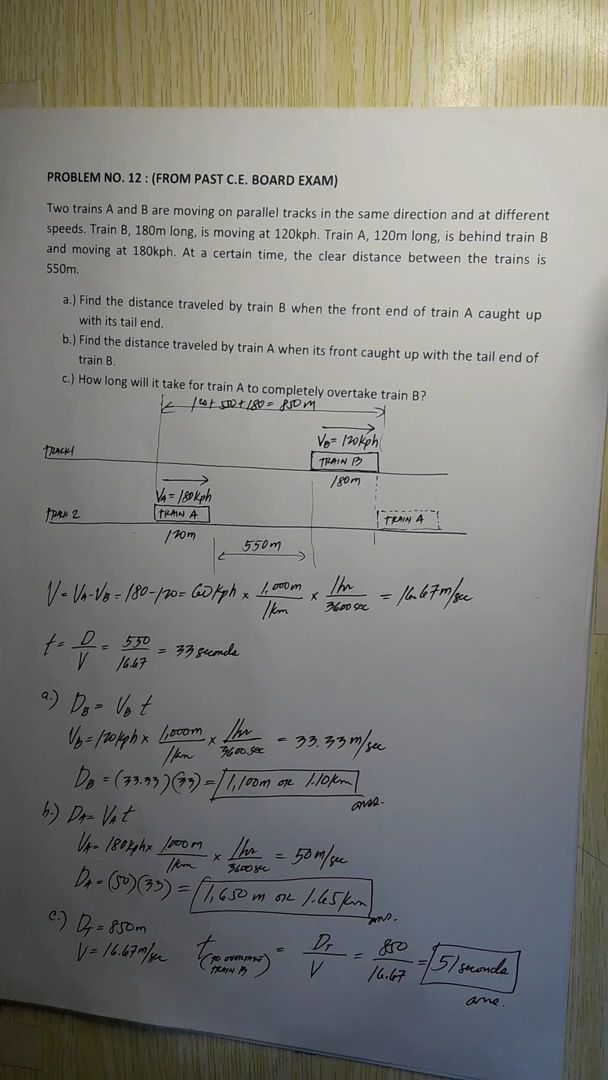 PROBLEM NO. 12 : (FROM PAST C.E. BOARD EXAM)
Two trains A and B are moving on parallel tracks in the same direction and at different
speeds. Train B, 180m long, is moving at 120kph. Train A, 120m long, is behind train B
and moving at 180kph. At a certain time, the clear distance between the trains is
550m.
a.) Find the distance traveled by train B when the front end of train A caught up
with its tail end.
b.) Find the distance traveled by train A when its front caught up with the tail end of
train B.
c.) How long will it take for train A to completely overtake train B?
120+550+180 = 850m
VB = 120kph
TRACK 1
TRAIN B
180m
VA = 180kph
TRACK 2
TRAIN A
TRAIN A
120m
550m
V = VA - VB = 180 - 120 = 60 kph x 1,000m/1km x 1hr/3600sec = 16.67m/sec
t = D/V = 550/16.67 = 33 seconds
a.) DB = VB t
VB = 120kph x 1,000m/1km x 1hr/3600sec = 33.33m/sec
DB = (33.33)(33) = 1,100m or 1.10km
ans.
b.) DA = VA t
VA = 180kph x 1000m/1km x 1hr/3600sec = 50m/sec
DA = (50)(33) = 1,650 m or 1.65km
ans.
c.) DT = 850m
V = 16.67m/sec t(TO OVERTAKE TRAIN B) = DT/V = 850/16.67 = 51 seconds
ans.